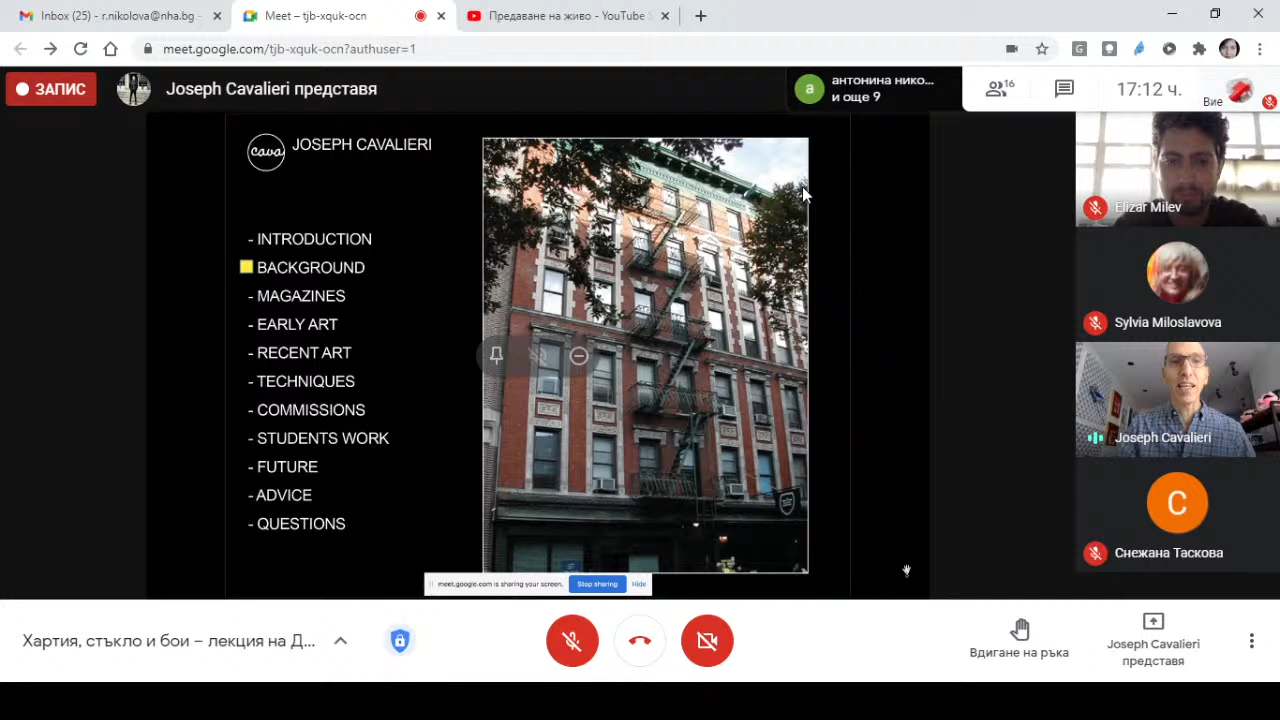 Inbox (25) - r.nikolova@nha.bg -
Meet – tjb-xquk-ocn
Предаване на живо - YouTube S
meet.google.com/tjb-xquk-ocn?authuser=1
ЗАПИС
Joseph Cavalieri представя
a
антонина нико...
и още 9
16
17:12 ч.
Вие
cava
JOSEPH CAVALIERI
- INTRODUCTION
BACKGROUND
- MAGAZINES
- EARLY ART
- RECENT ART
- TECHNIQUES
- COMMISSIONS
- STUDENTS WORK
- FUTURE
- ADVICE
- QUESTIONS
Elizar Milev
Sylvia Miloslavova
Joseph Cavalieri
С
Снежана Таскова
meet.google.com is sharing your screen.
Stop sharing
Hide
Хартия, стъкло и бои – лекция на Д...
Вдигане на ръка
Joseph Cavalieri
представя